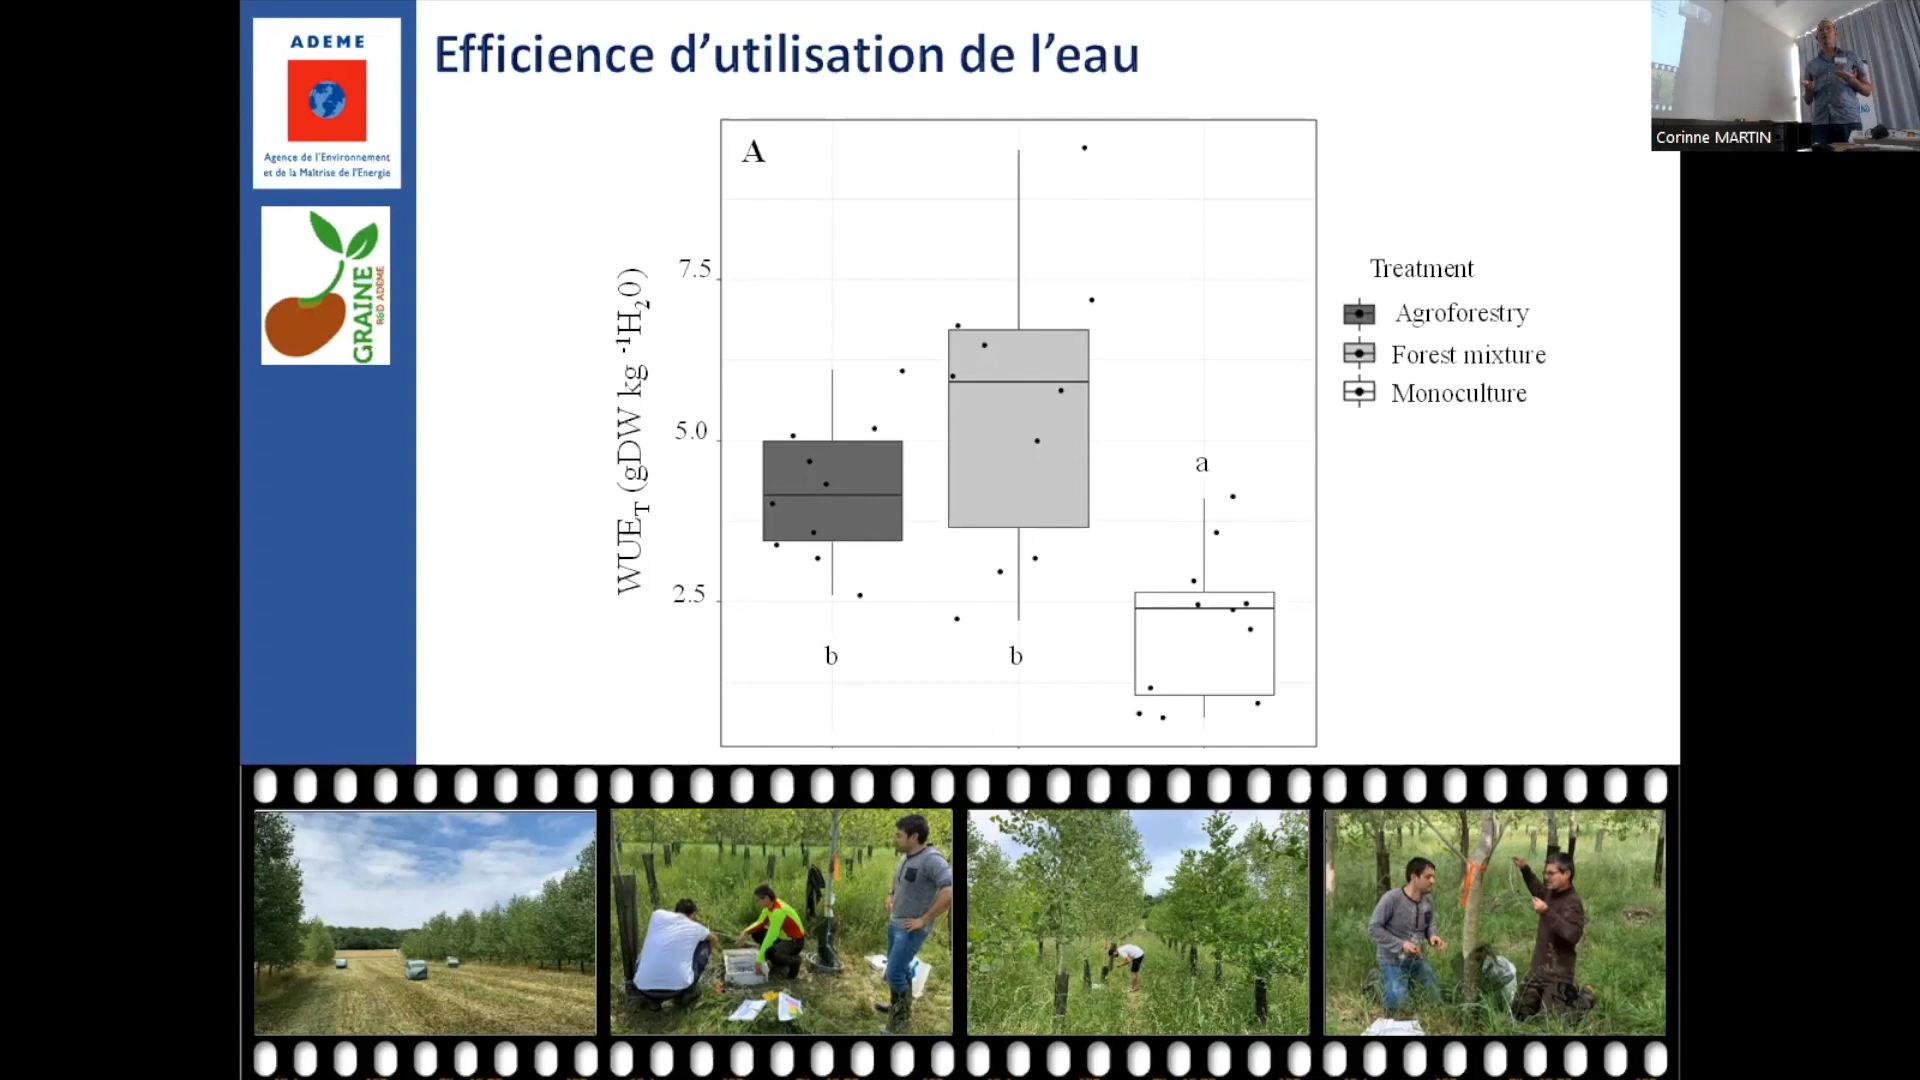 ADEME
Agence de l'Environnement
et de la Maîtrise de l'Energie
GRAINE
R&D ADEME
Efficience d'utilisation de l'eau
A
WUET (gDW kg -1H20)
7.5
5.0
2.5
b
b
a
Treatment
Agroforestry
Forest mixture
Monoculture
Corinne MARTIN